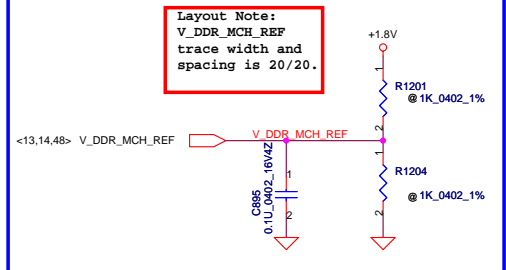 Layout Note:
V_DDR_MCH_REF
trace width and
spacing is 20/20.
+1.8V
1
R1201
@ 1K_0402_1%
2
<13,14,48> V_DDR_MCH_REF
V_DDR_MCH_REF
1
R1204
@ 1K_0402_1%
2
C895
0.1U_0402_16V4Z
1
2